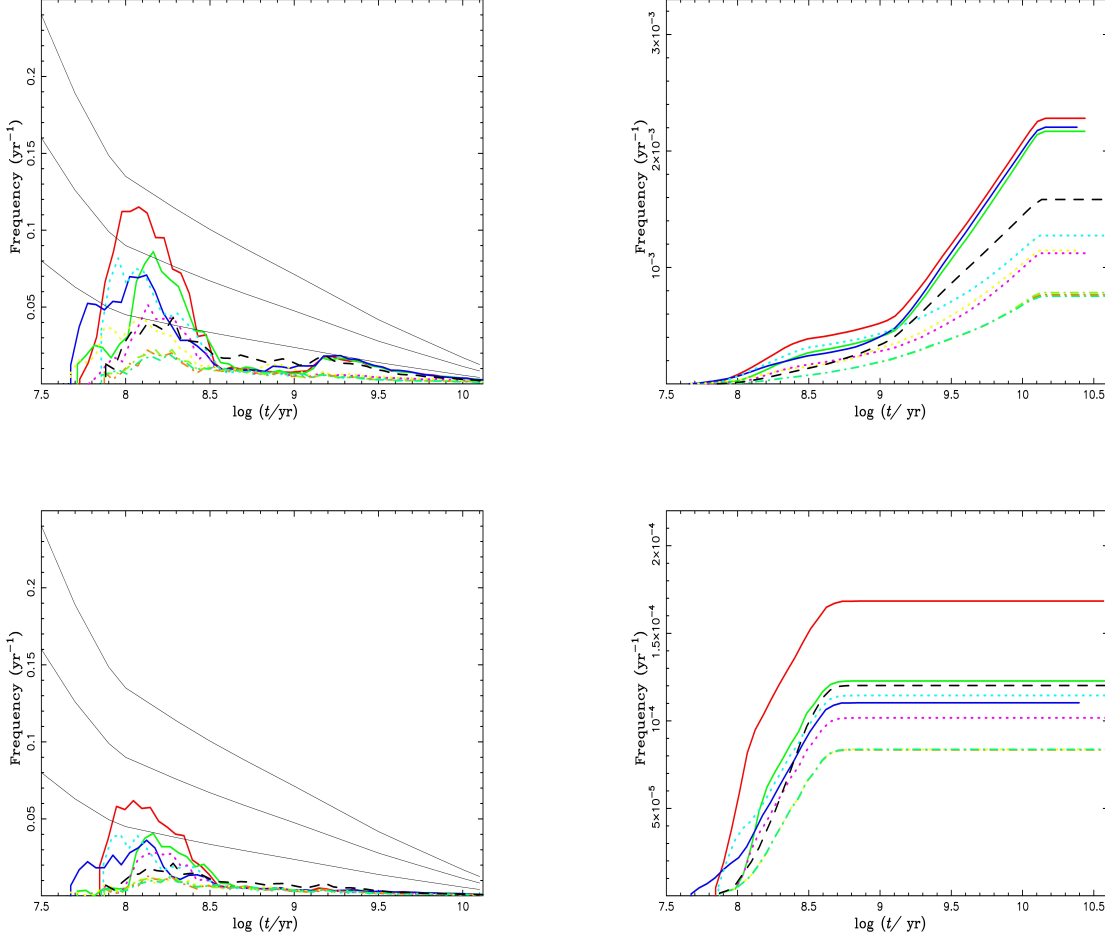 Frequency (yr⁻¹)
0.2
0.15
0.1
0.05
7.5 8 8.5 9 9.5 10
log (t/yr)
Frequency (yr⁻¹)
3×10⁻³
2×10⁻³
10⁻³
7.5 8 8.5 9 9.5 10 10.5
log (t/ yr)
Frequency (yr⁻¹)
0.2
0.15
0.1
0.05
7.5 8 8.5 9 9.5 10
log (t/yr)
Frequency (yr⁻¹)
2×10⁻⁴
1.5×10⁻⁴
10⁻⁴
5×10⁻⁵
7.5 8 8.5 9 9.5 10 10.5
log (t/ yr)